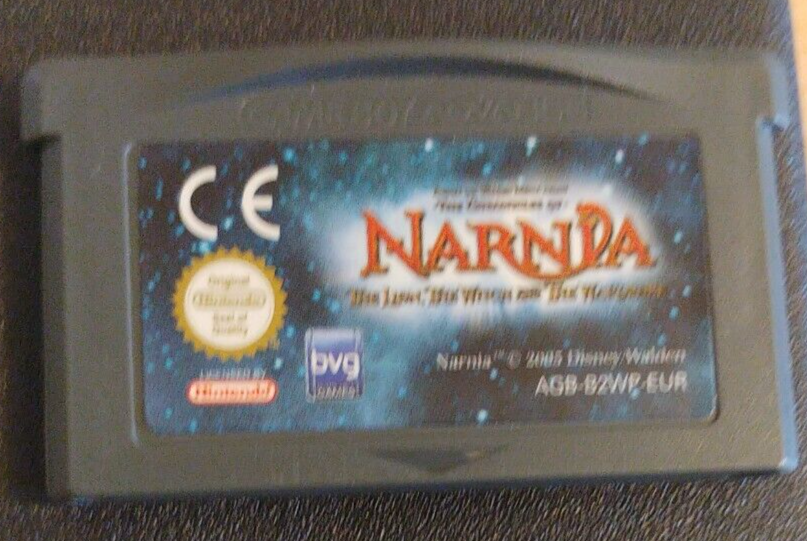 GAME BOY ADVANCE
CE
THE CHRONICLES OF
NARNIA
THE LION, THE WITCH AND THE WARDROBE
Original
Nintendo
Seal of
Quality
LICENSED BY
Nintendo
bvg
GAMES
Narnia™ © 2005 Disney/Walden
AGB-B2WP-EUR